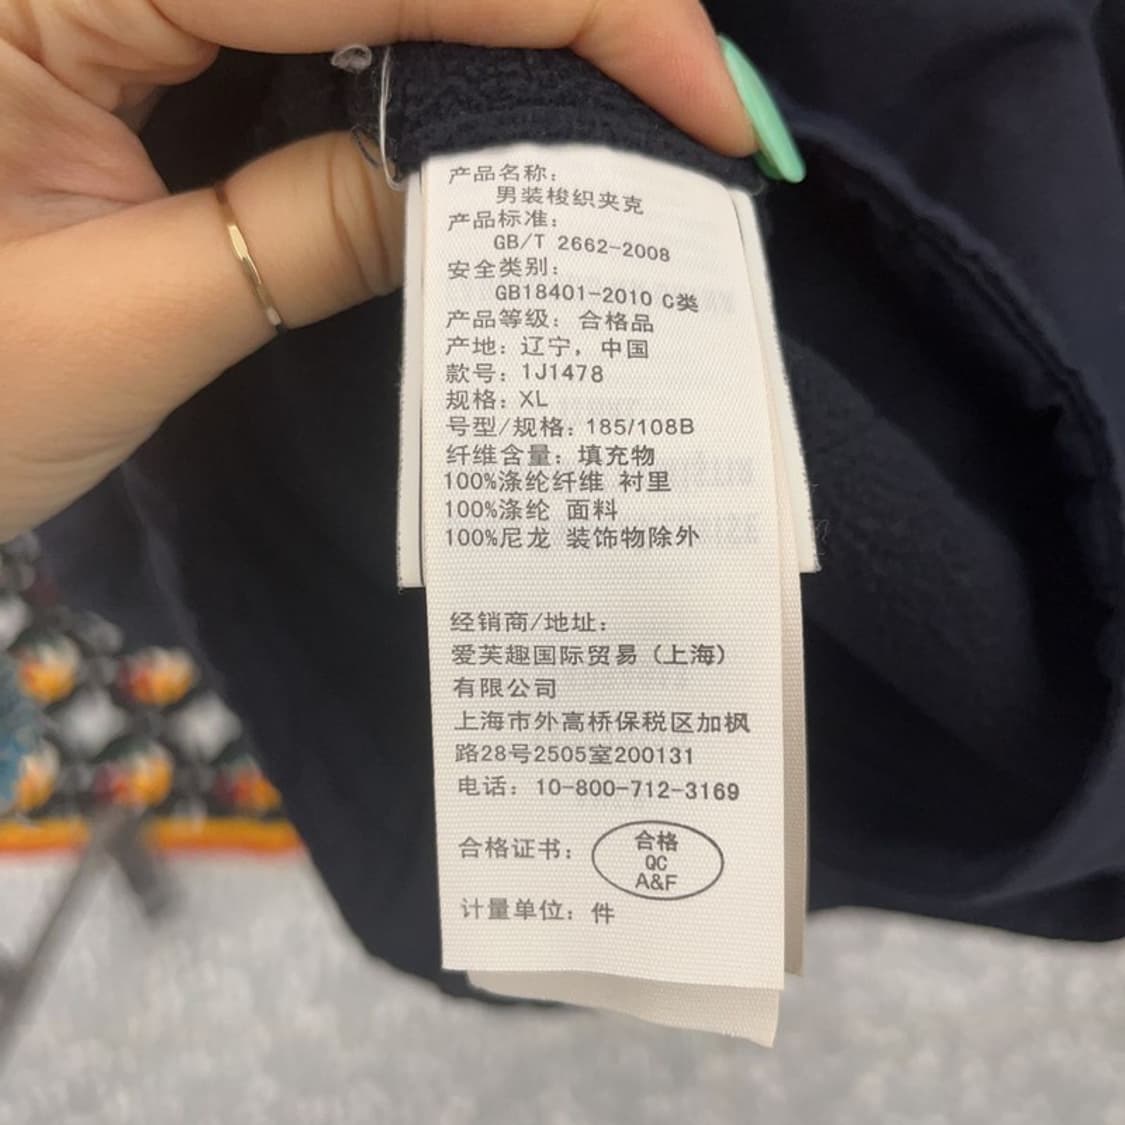 产品名称：
男装梭织夹克
产品标准：
GB/T 2662-2008
安全类别：
GB18401-2010 C类
产品等级：合格品
产地：辽宁，中国
款号：1J1478
规格：XL
号型/规格：185/108B
纤维含量：填充物
100%涤纶纤维 衬里
100%涤纶 面料
100%尼龙 装饰物除外
经销商/地址：
爱芙趣国际贸易（上海）
有限公司
上海市外高桥保税区加枫
路28号2505室200131
电话：10-800-712-3169
合格证书：
合格
QC
A&F
计量单位：件